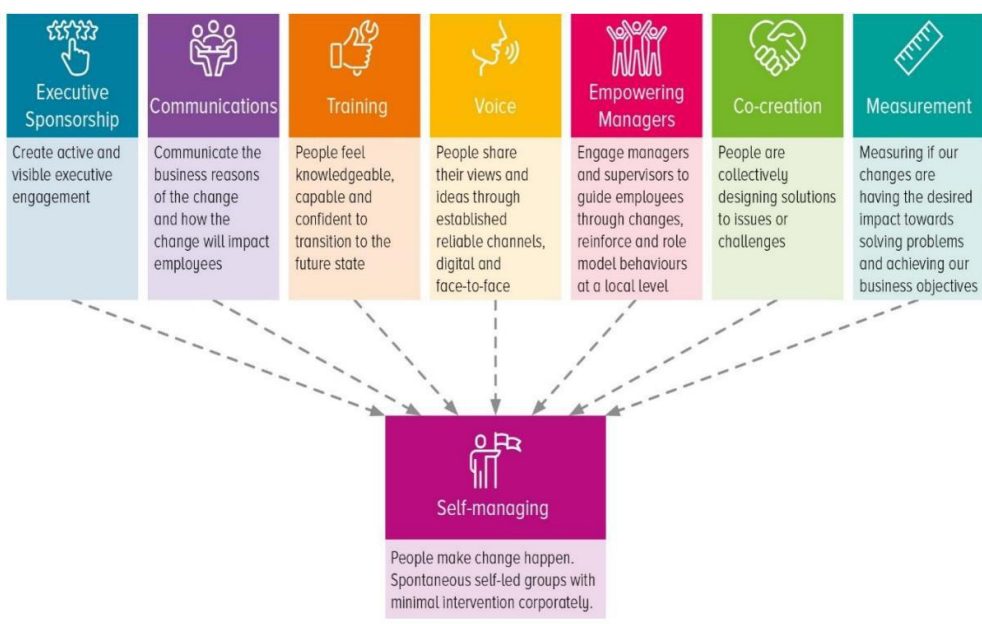 Executive
Sponsorship
Create active and
visible executive
engagement
Communications
Communicate the
business reasons
of the change
and how the
change will impact
employees
Training
People feel
knowledgeable,
capable and
confident to
transition to the
future state
Voice
People share
their views and
ideas through
established
reliable channels,
digital and
face-to-face
Empowering
Managers
Engage managers
and supervisors to
guide employees
through changes,
reinforce and role
model behaviours
at a local level
Co-creation
People are
collectively
designing solutions
to issues or
challenges
Measurement
Measuring if our
changes are
having the desired
impact towards
solving problems
and achieving our
business objectives
Self-managing
People make change happen.
Spontaneous self-led groups with
minimal intervention corporately.